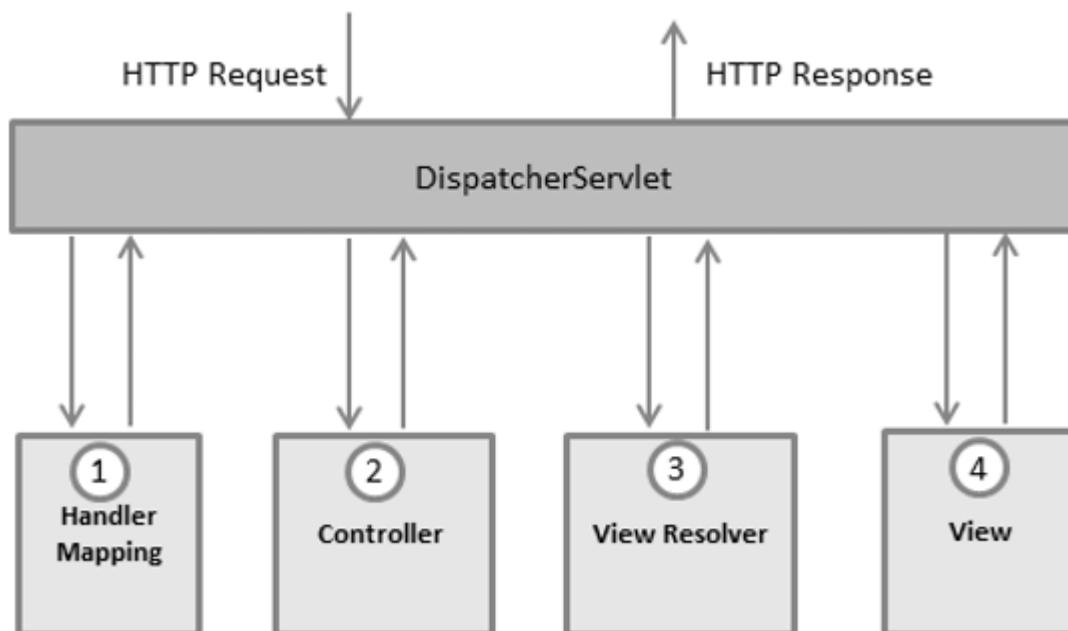 HTTP Request
HTTP Response
DispatcherServlet
1
Handler
Mapping
2
Controller
3
View Resolver
4
View